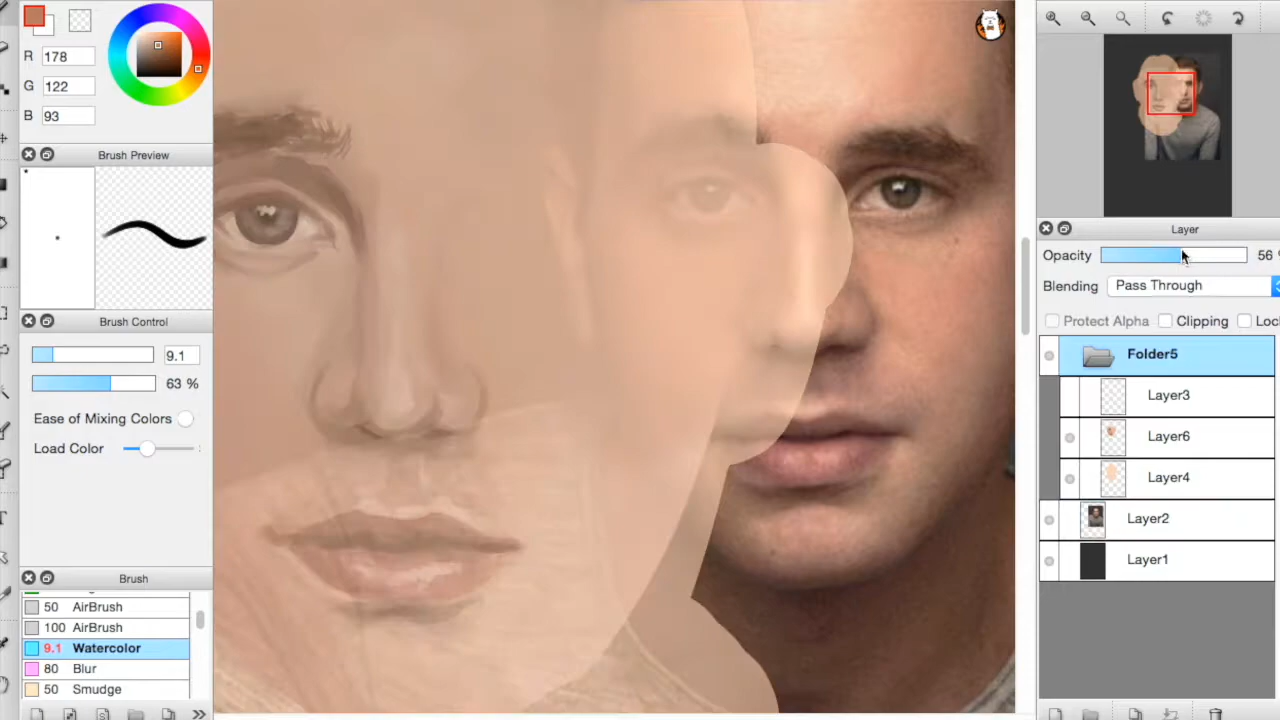 R 178
G 122
B 93
Brush Preview
Brush Control
9.1
63 %
Ease of Mixing Colors
Load Color
Brush
50 AirBrush
100 AirBrush
9.1 Watercolor
80 Blur
50 Smudge
Layer
Opacity 56 %
Blending Pass Through
Protect Alpha Clipping Loc
Folder5
Layer3
Layer6
Layer4
Layer2
Layer1